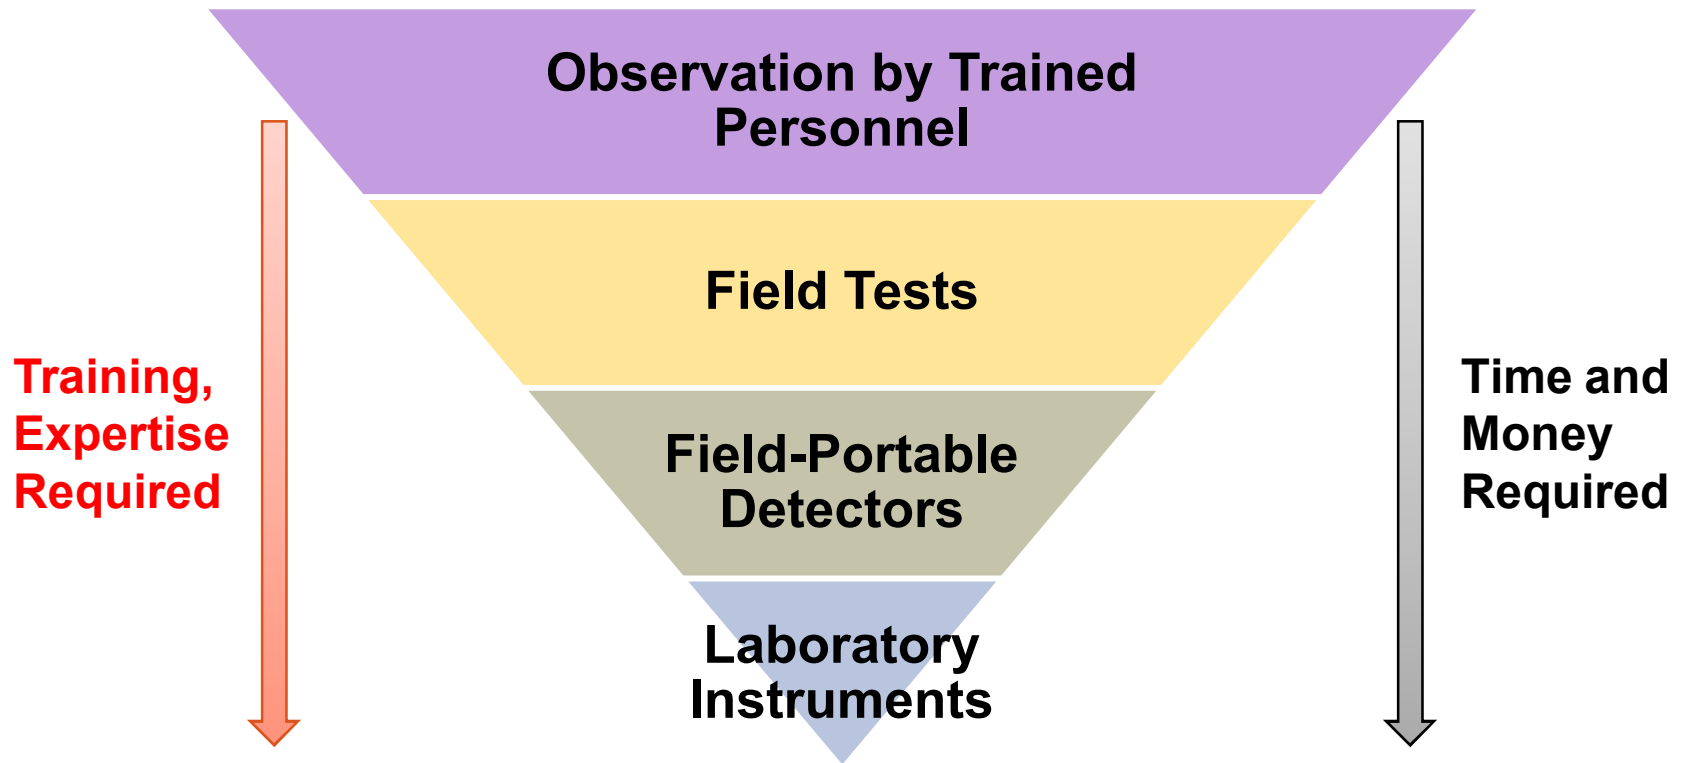 Observation by Trained
Personnel
Field Tests
Training,
Expertise
Required
Time and
Money
Required
Field-Portable
Detectors
Laboratory
Instruments